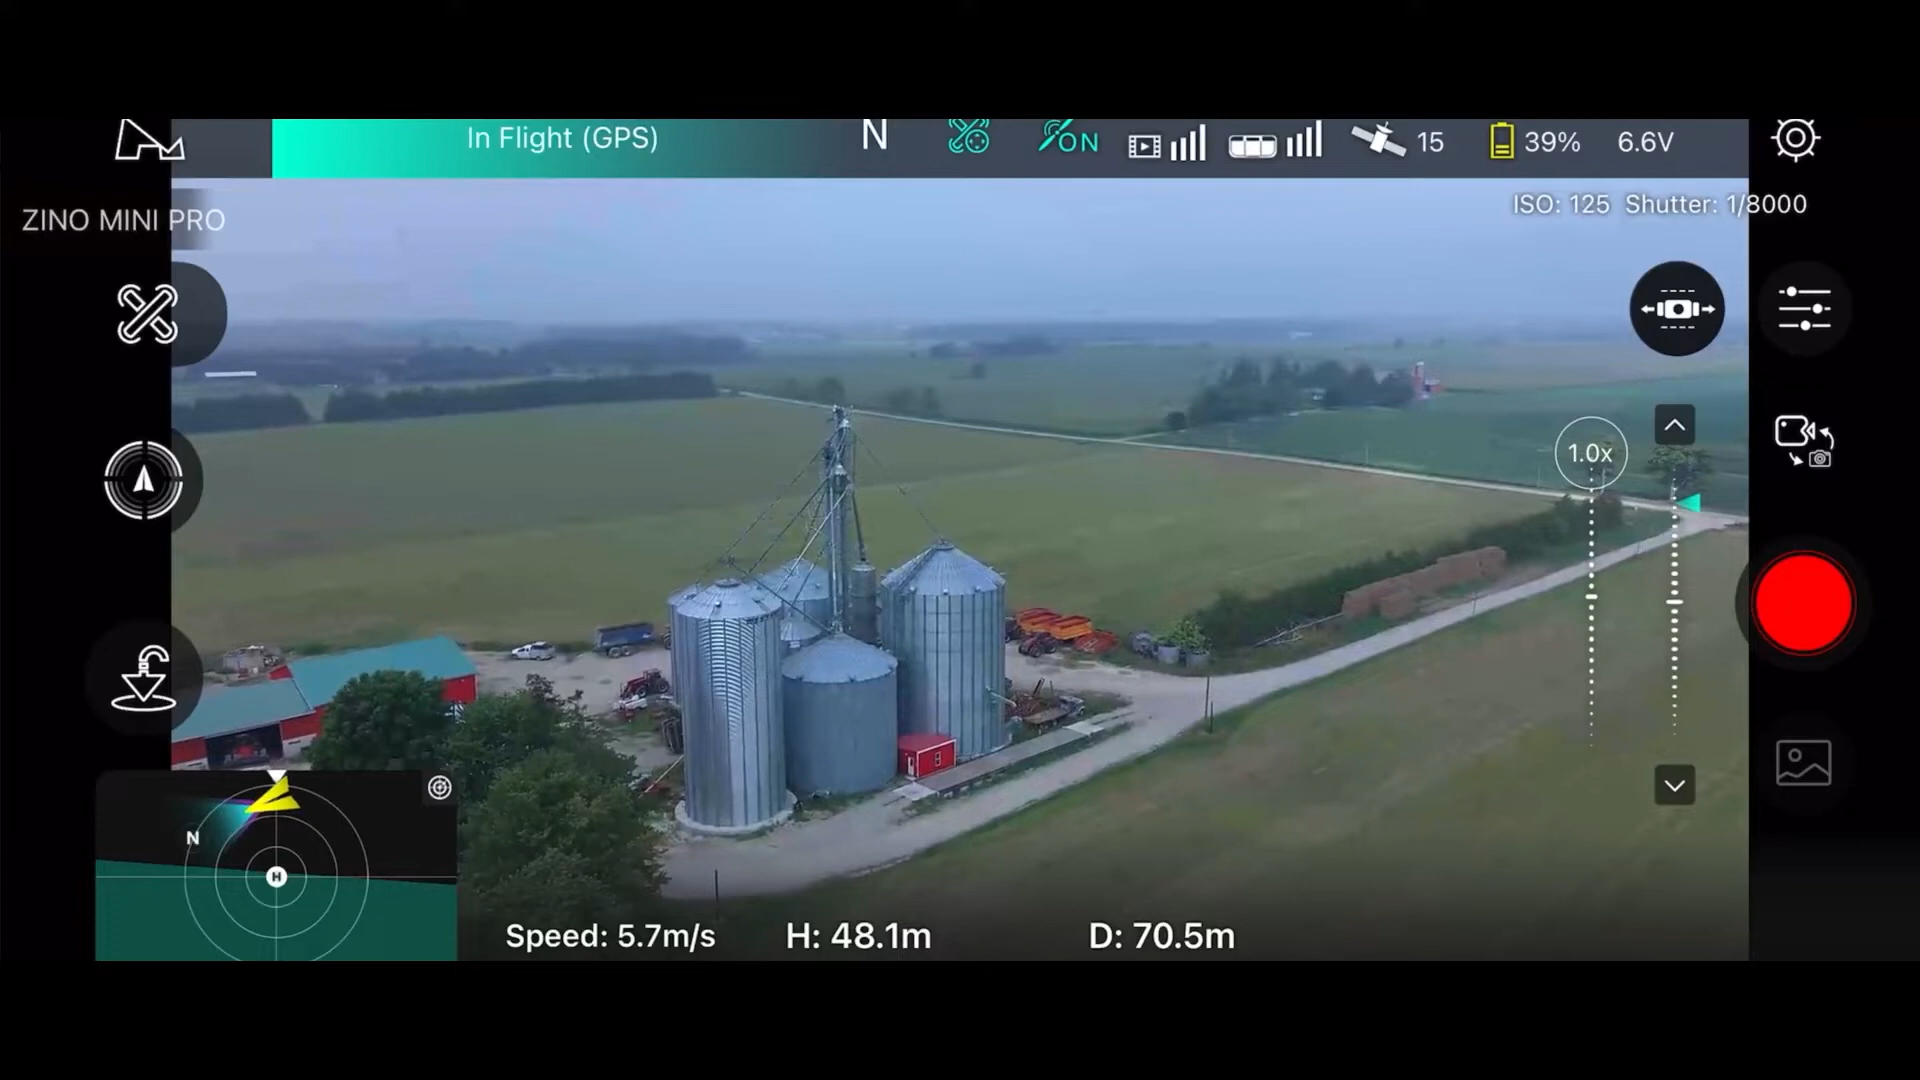 In Flight (GPS)
N
ON
15
39%
6.6V
ZINO MINI PRO
ISO: 125 Shutter: 1/8000
1.0x
N
H
Speed: 5.7m/s
H: 48.1m
D: 70.5m